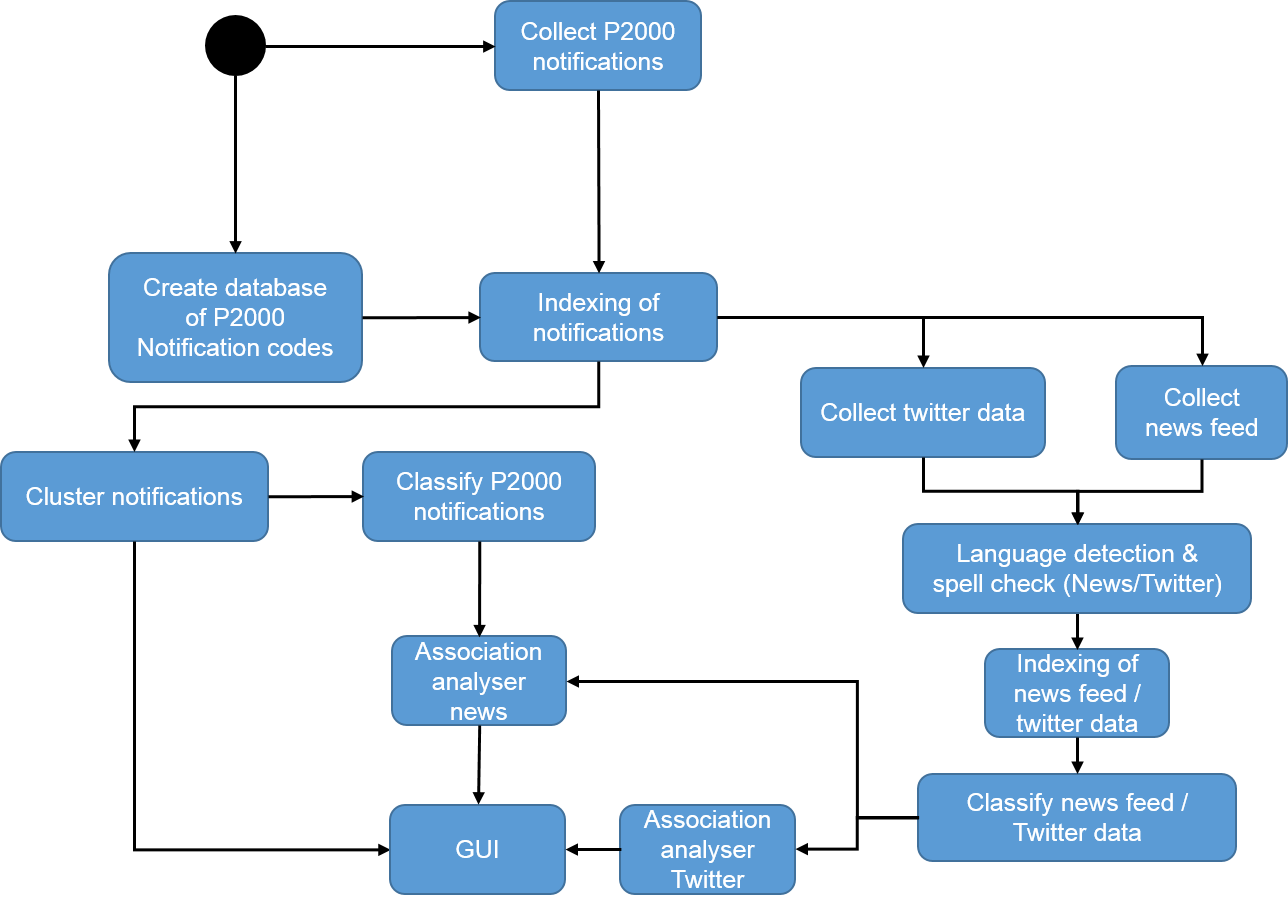 Collect P2000
notifications
Create database
of P2000
Notification codes
Indexing of
notifications
Collect twitter data
Collect
news feed
Cluster notifications
Classify P2000
notifications
Language detection &
spell check (News/Twitter)
Association
analyser
news
Indexing of
news feed /
twitter data
GUI
Association
analyser
Twitter
Classify news feed /
Twitter data